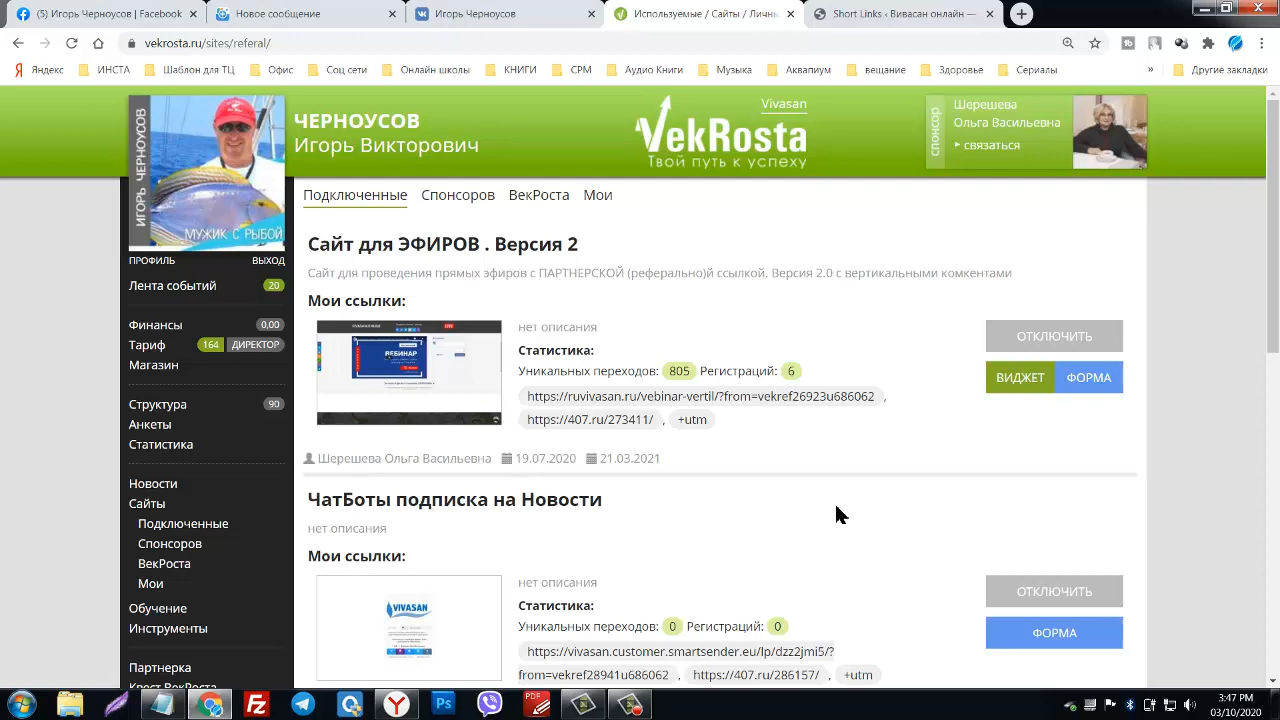 (5) Игорь Черноусов | Facebook
Новое сообщение
Игорь Черноусов
Используемые / Сайты / Личны
Short Links ‹ Вивасан онлайн —
vekrosta.ru/sites/referal/
Яндекс
ИНСТА
Шаблон для ТЦ
Офис
Соц сети
Онлайн школы
КНИГИ
СРМ
Аудио Книги
Музыка
Аквапиум
вещание
Здоровье
Сериалы
»
Другие закладки
ИГОРЬ ЧЕРНОУСОВ
МУЖИК С РЫБОЙ
ЧЕРНОУСОВ
Игорь Викторович
VekRosta
Твой путь к успеху
Vivasan
спонсор
Шерешева
Ольга Васильевна
связаться
ПРОФИЛЬ ВЫХОД
Лента событий 20
Финансы 0,00
Тариф 164 ДИРЕКТОР
Магазин
Структура 90
Анкеты
Статистика
Новости
Сайты
Подключенные
Спонсоров
ВекРоста
Мои
Обучение
Инструменты
Партнерка
Квест ВекРоста
Подключенные Спонсоров ВекРоста Мои
Сайт для ЭФИРОВ . Версия 2
Сайт для проведения прямых эфиров с ПАРТНЕРСКОЙ (реферально)й ссылкой. Версия 2.0 с вертикальными комкентами
Мои ссылки:
ВЕБИНАР
нет описания
Статистика:
Уникальных переходов: 805 Регистраций: 6
https://ruvivasan.ru/vebinar-vertil/?from=vekref26923u686062 ,
https://407.ru/273411/ , +utm
ОТКЛЮЧИТЬ
ВИДЖЕТ ФОРМА
Шерешева Ольга Васильевна 19.07.2020 21.03.2021
ЧатБоты подписка на Новости
нет описания
Мои ссылки:
VIVASAN
нет описания
Статистика:
Уникальных переходов: 0 Регистраций: 0
https://vivasan.customer.smartsender.eu/lp/dzz2jmi5/?
from=vekref28941u686062 , https://407.ru/286157/ , +utm
ОТКЛЮЧИТЬ
ФОРМА
3:47 PM
03/10/2020